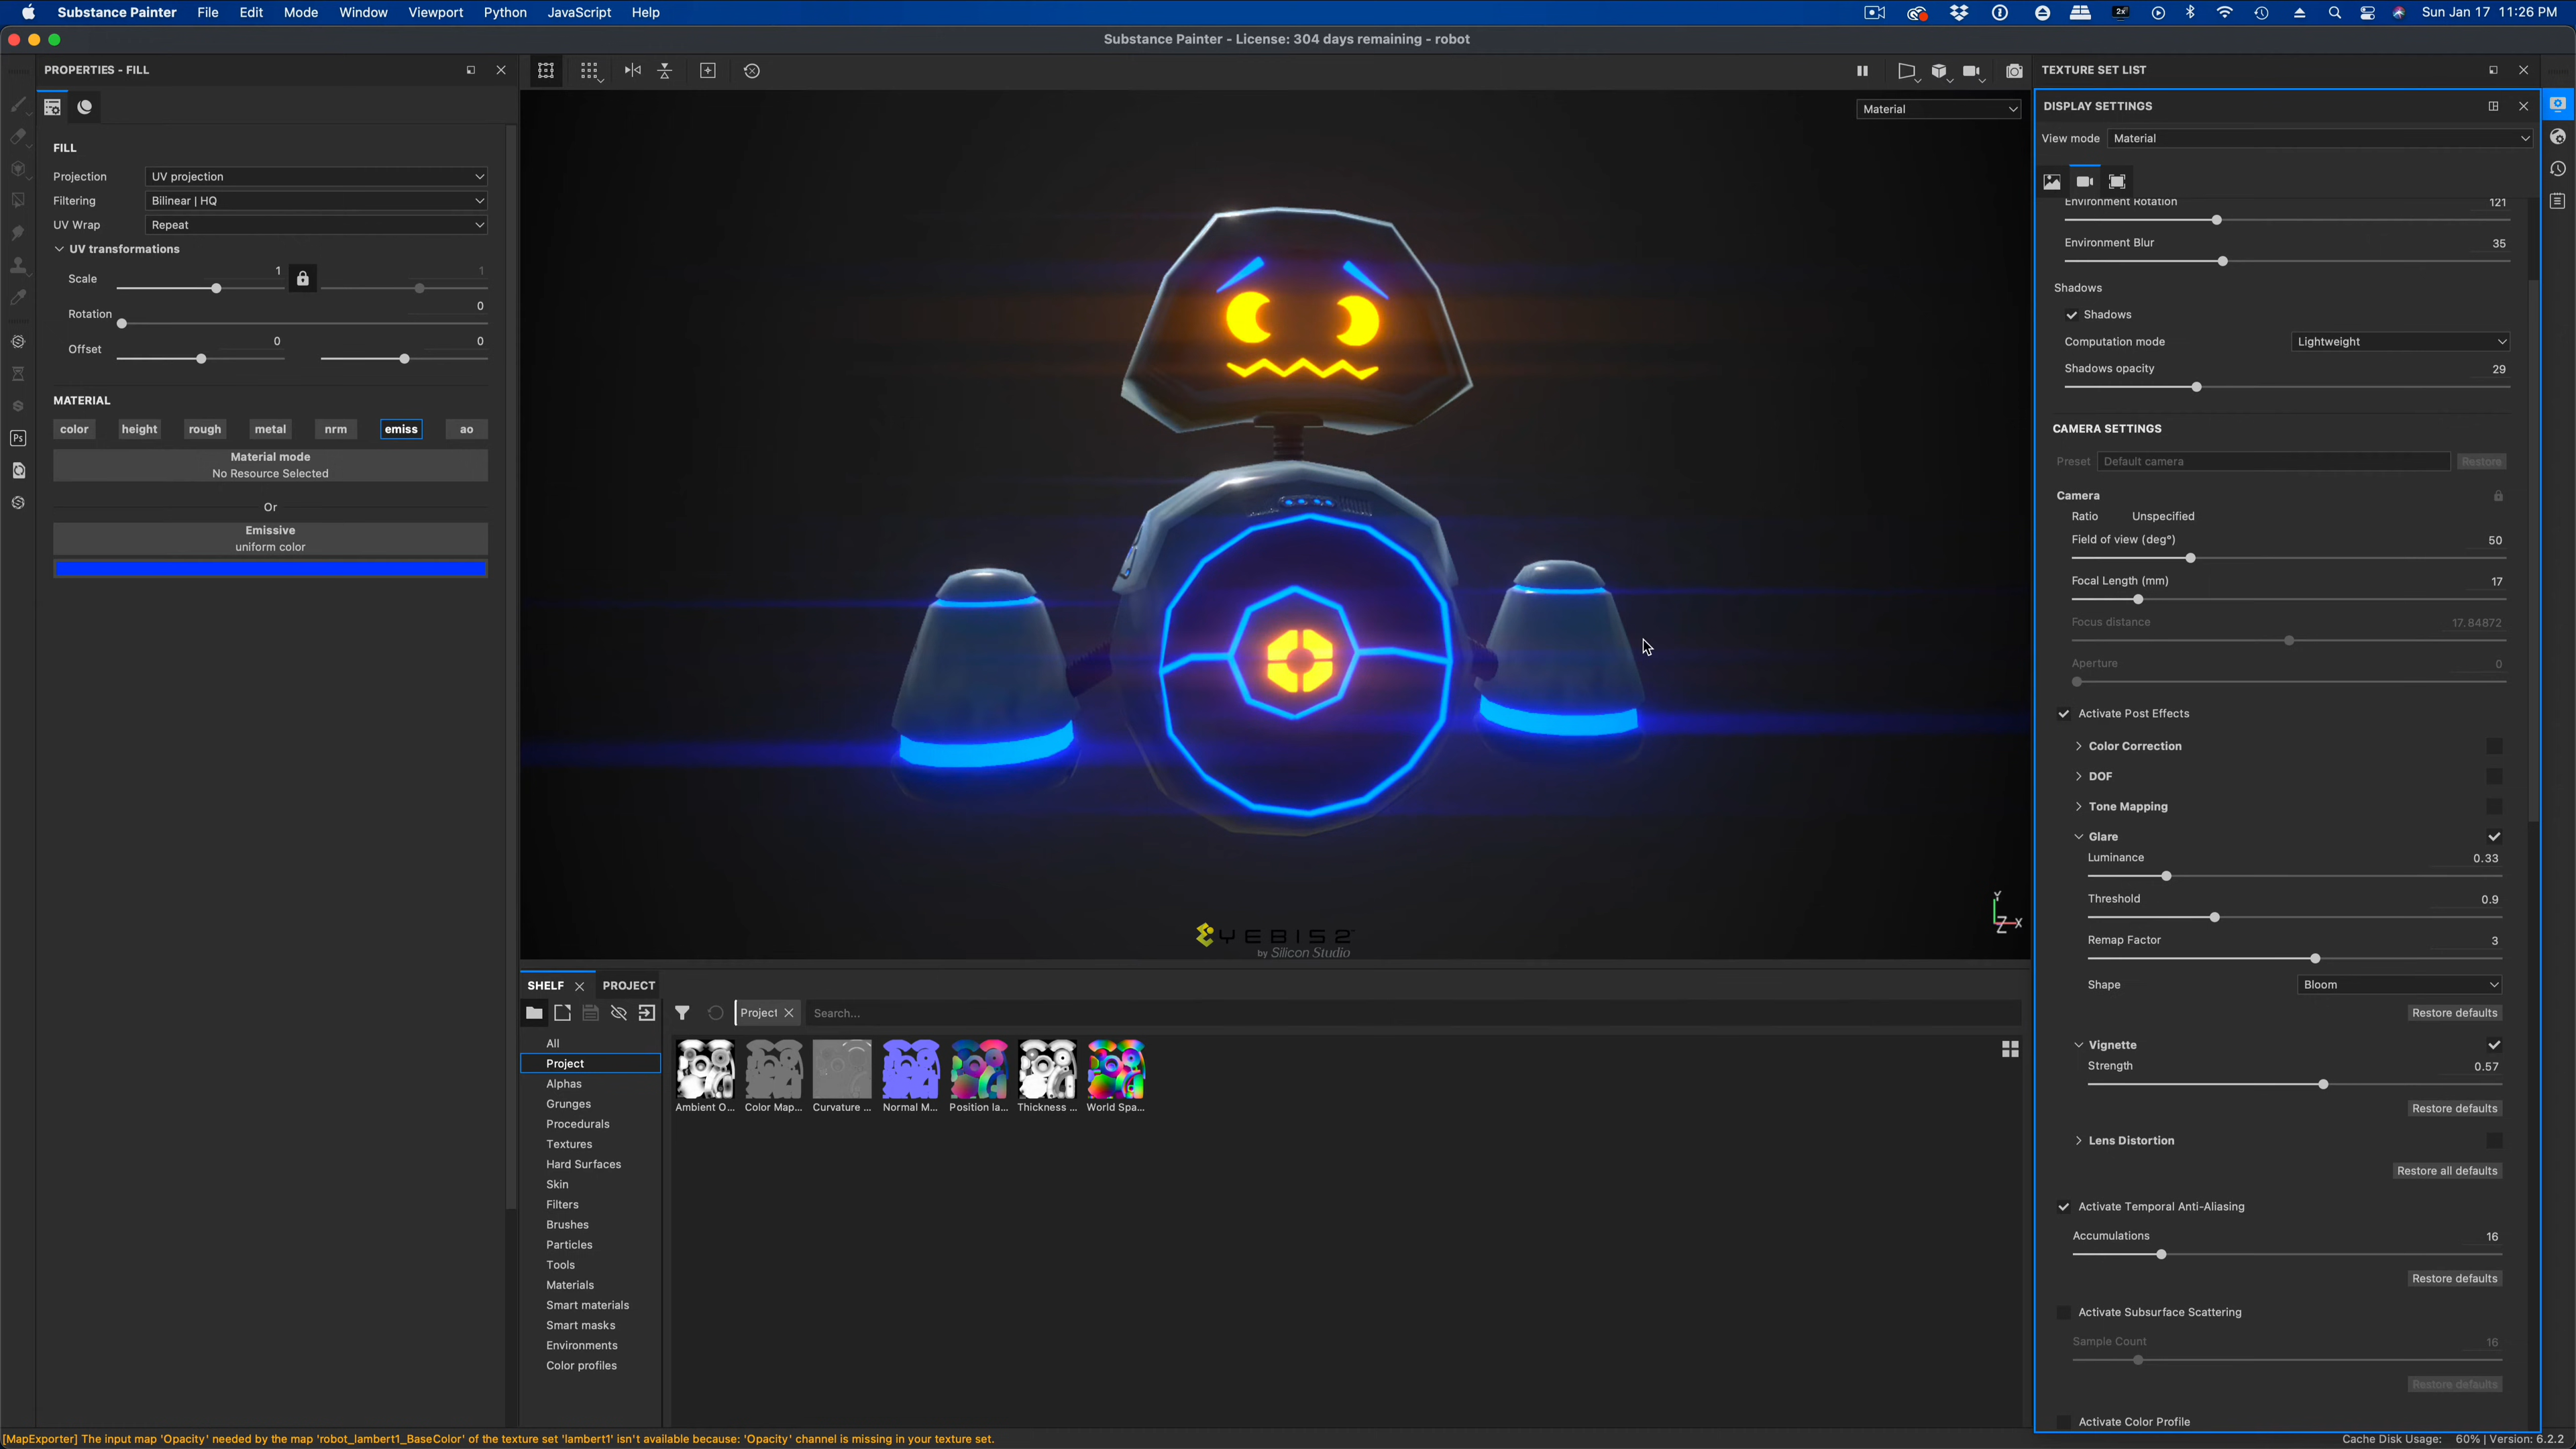 Substance Painter File Edit Mode Window Viewport Python JavaScript Help
2x
Sun Jan 17 11:26 PM
Substance Painter - License: 304 days remaining - robot
PROPERTIES - FILL
FILL
Projection UV projection
Filtering Bilinear | HQ
UV Wrap Repeat
UV transformations
Scale 1 1
Rotation 0
Offset 0 0
MATERIAL
color height rough metal nrm emiss ao
Material mode
No Resource Selected
Or
Emissive
uniform color
Ps
Material
Y
Z X
YEBIS 2
by Silicon Studio
SHELF PROJECT
Project Search...
All
Project
Alphas
Grunges
Procedurals
Textures
Hard Surfaces
Skin
Filters
Brushes
Particles
Tools
Materials
Smart materials
Smart masks
Environments
Color profiles
Ambient O... Color Map... Curvature ... Normal M... Position la... Thickness ... World Spa...
TEXTURE SET LIST
DISPLAY SETTINGS
View mode Material
Environment Rotation 121
Environment Blur 35
Shadows
Shadows
Computation mode Lightweight
Shadows opacity 29
CAMERA SETTINGS
Preset Default camera Restore
Camera
Ratio Unspecified
Field of view (deg°) 50
Focal Length (mm) 17
Focus distance 17.84872
Aperture 0
Activate Post Effects
Color Correction
DOF
Tone Mapping
Glare
Luminance 0.33
Threshold 0.9
Remap Factor 3
Shape Bloom
Restore defaults
Vignette
Strength 0.57
Restore defaults
Lens Distortion
Restore all defaults
Activate Temporal Anti-Aliasing
Accumulations 16
Restore defaults
Activate Subsurface Scattering
Sample Count 16
Restore defaults
Activate Color Profile
[MapExporter] The input map 'Opacity' needed by the map 'robot_lambert1_BaseColor' of the texture set 'lambert1' isn't available because: 'Opacity' channel is missing in your texture set.
Cache Disk Usage: 60% | Version: 6.2.2